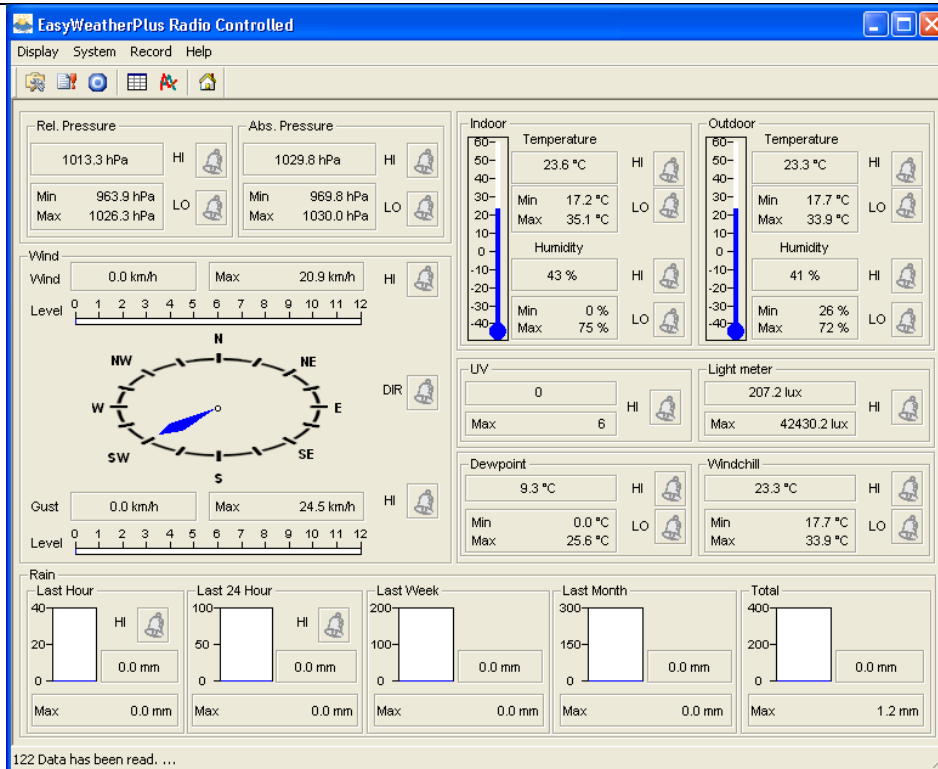 EasyWeatherPlus Radio Controlled
Display System Record Help
Rel. Pressure
1013.3 hPa HI
Min 963.9 hPa
Max 1026.3 hPa
LO
Abs. Pressure
1029.8 hPa HI
Min 969.8 hPa
Max 1030.0 hPa
LO
Wind
Wind 0.0 km/h Max 20.9 km/h HI
Level 0 1 2 3 4 5 6 7 8 9 10 11 12
N
NW NE
W E
SW SE
S
DIR
Gust 0.0 km/h Max 24.5 km/h HI
Level 0 1 2 3 4 5 6 7 8 9 10 11 12
Indoor
60
50
40
30
20
10
0
-10
-20
-30
-40
Temperature
23.6 °C HI
Min 17.2 °C
Max 35.1 °C
LO
Humidity
43 % HI
Min 0 %
Max 75 %
LO
Outdoor
60
50
40
30
20
10
0
-10
-20
-30
-40
Temperature
23.3 °C HI
Min 17.7 °C
Max 33.9 °C
LO
Humidity
41 % HI
Min 26 %
Max 72 %
LO
UV
0
HI
Max 6
Light meter
207.2 lux
HI
Max 42430.2 lux
Dewpoint
9.3 °C HI
Min 0.0 °C
Max 25.6 °C
LO
Windchill
23.3 °C HI
Min 17.7 °C
Max 33.9 °C
LO
Rain
Last Hour
40
20
0
HI
0.0 mm
Max 0.0 mm
Last 24 Hour
100
50
0
HI
0.0 mm
Max 0.0 mm
Last Week
200
100
0
0.0 mm
Max 0.0 mm
Last Month
300
150
0
0.0 mm
Max 0.0 mm
Total
400
200
0
0.0 mm
Max 1.2 mm
122 Data has been read. ...